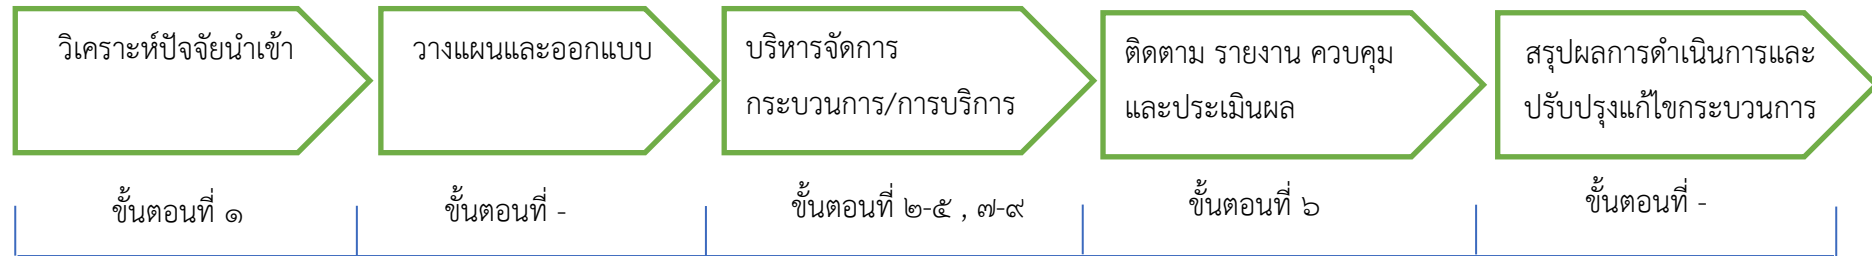 วิเคราะห์ปัจจัยนำเข้า
วางแผนและออกแบบ
บริหารจัดการ
กระบวนการ/การบริการ
ติดตาม รายงาน ควบคุม
และประเมินผล
สรุปผลการดำเนินการและ
ปรับปรุงแก้ไขกระบวนการ
ขั้นตอนที่ ๑
ขั้นตอนที่ -
ขั้นตอนที่ ๒-๕ , ๗-๙
ขั้นตอนที่ ๖
ขั้นตอนที่ -